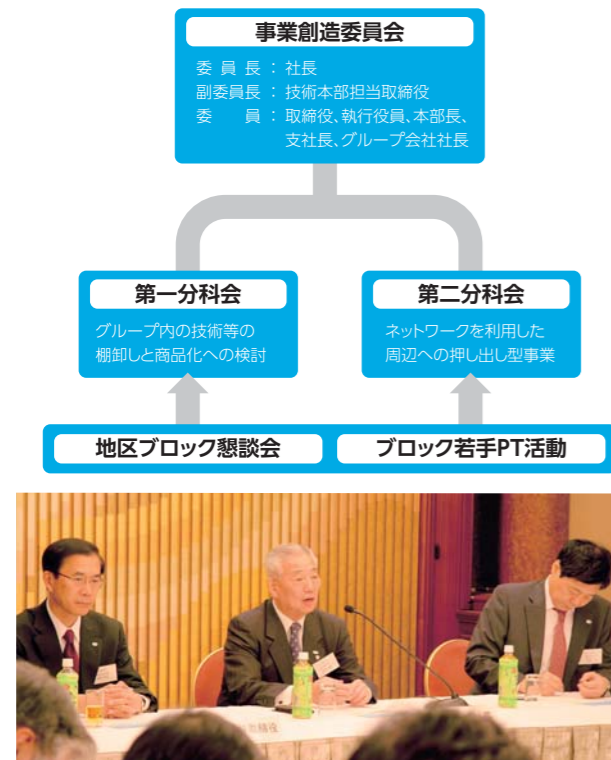 事業創造委員会
委員長：社長
副委員長：技術本部担当取締役
委員：取締役、執行役員、本部長、
支社長、グループ会社社長
第一分科会
グループ内の技術等の
棚卸しと商品化への検討
第二分科会
ネットワークを利用した
周辺への押し出し型事業
地区ブロック懇談会
ブロック若手PT活動
取締役